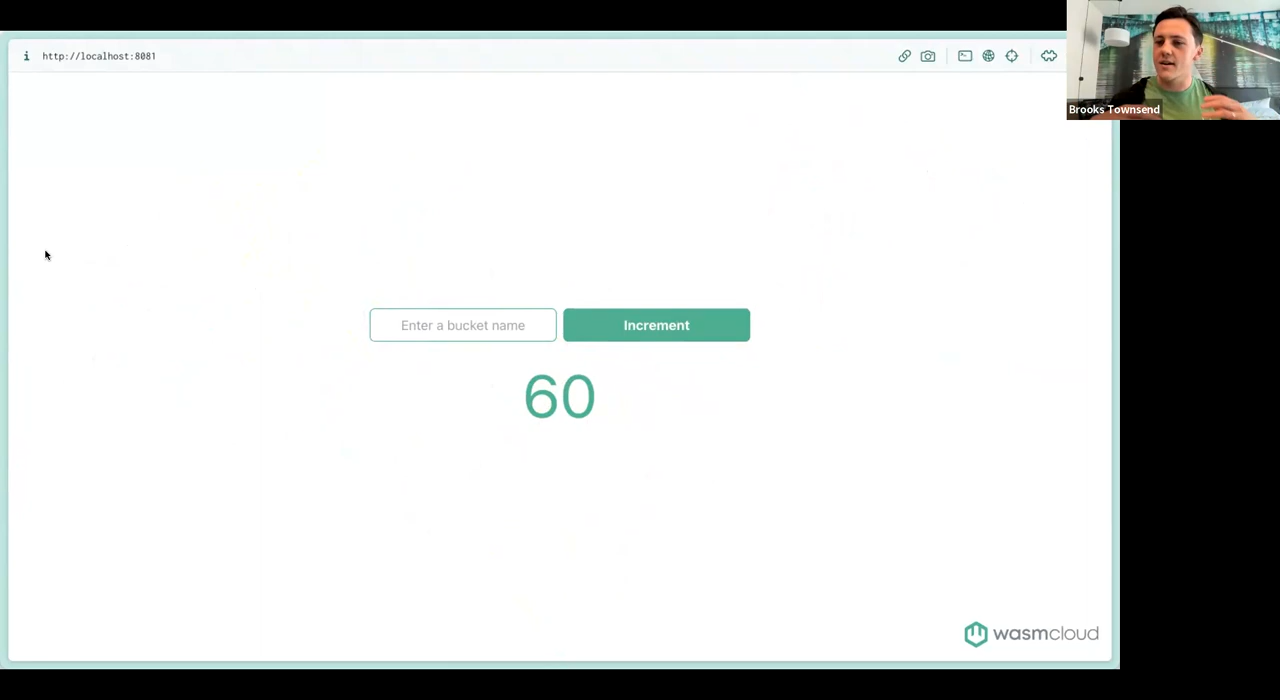 http://localhost:8081
Brooks Townsend
Enter a bucket name
Increment
60
wasmcloud